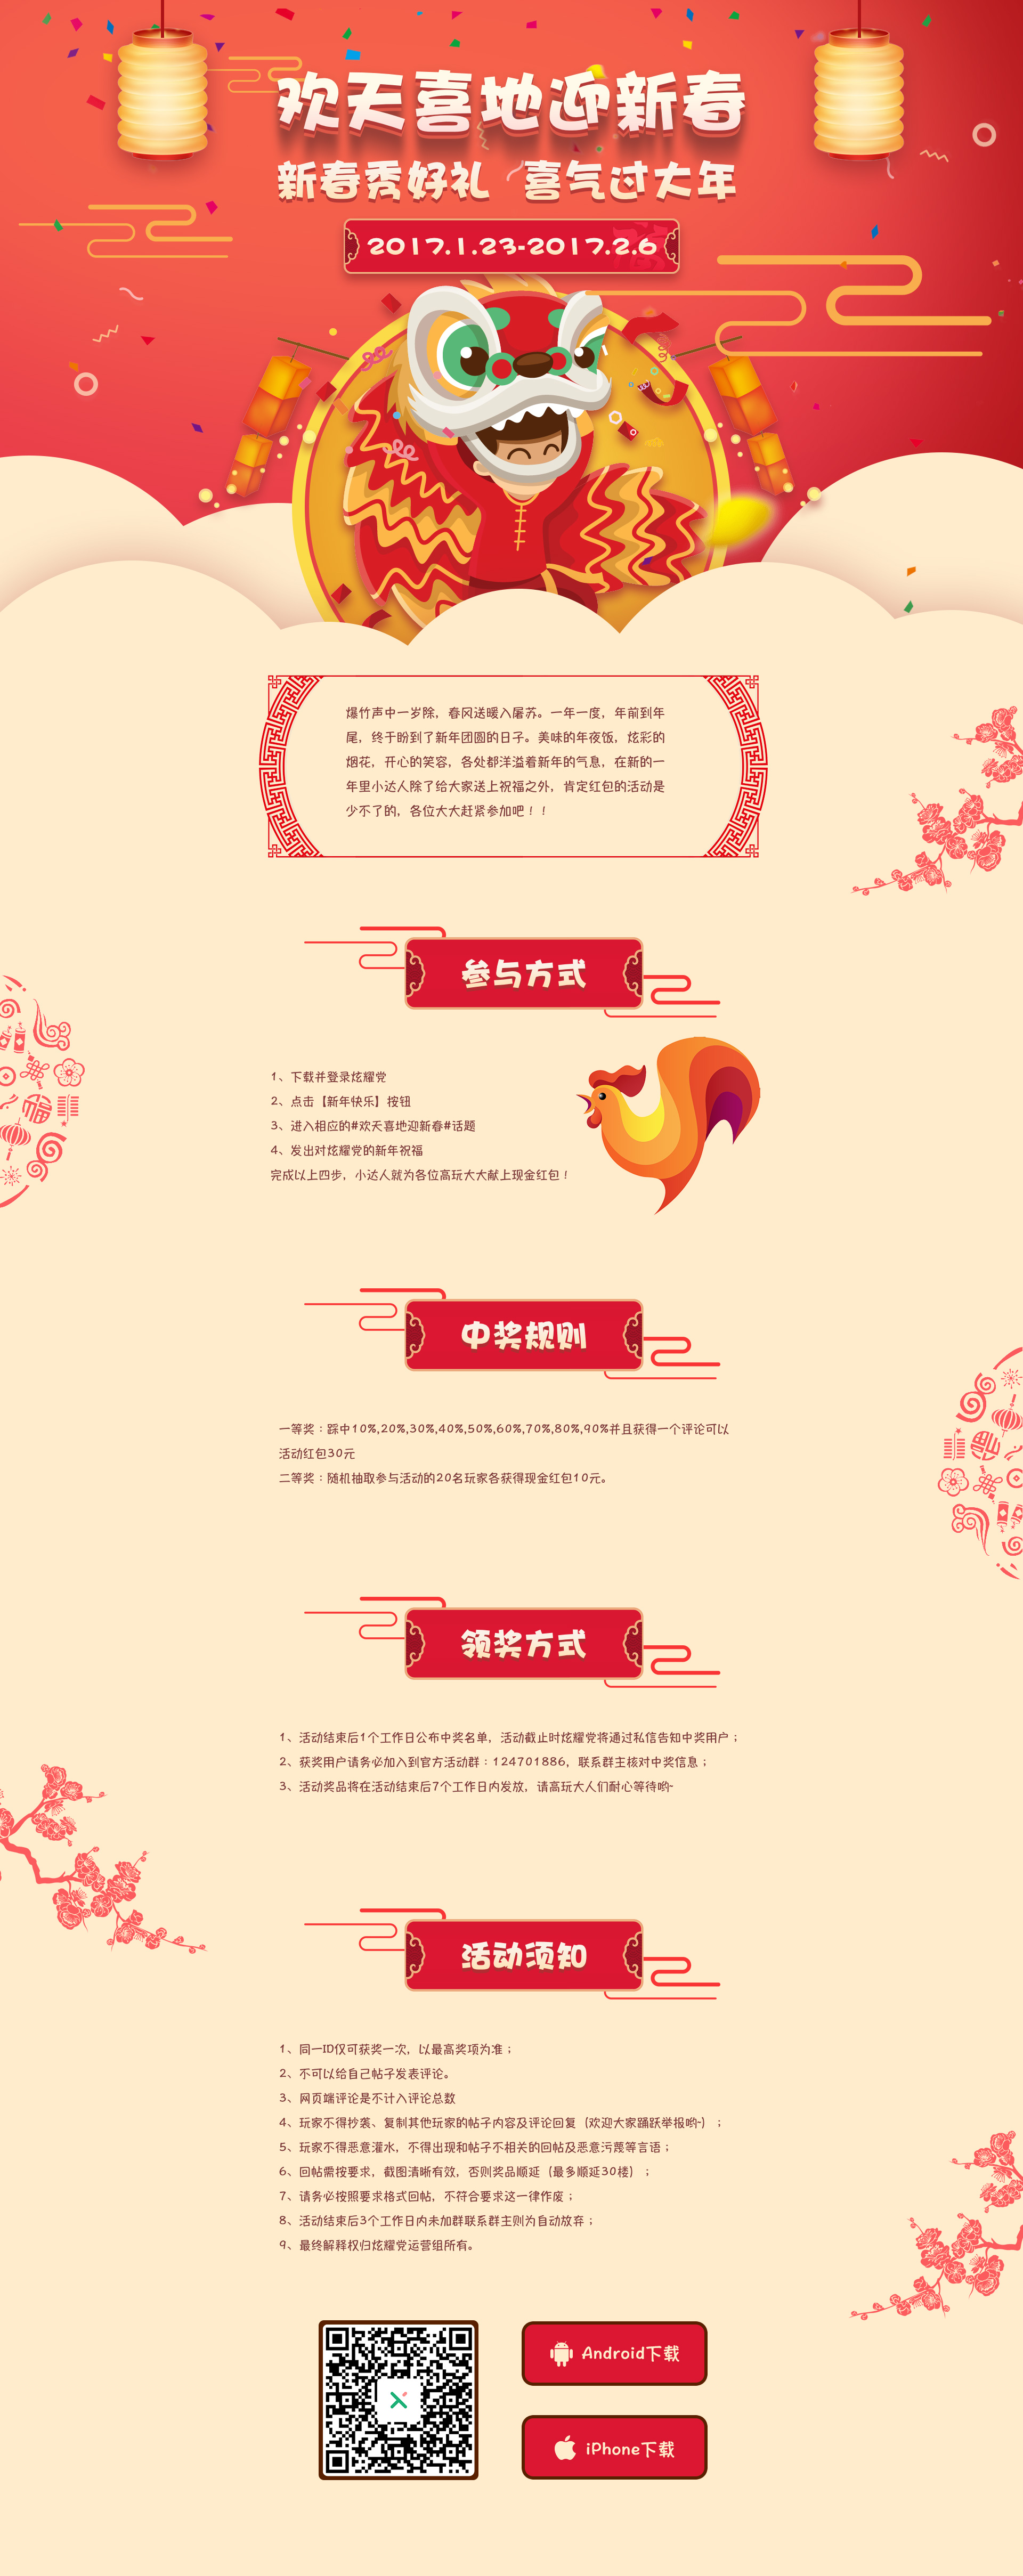 欢天喜地迎新春
新春秀好礼 喜气过大年
2017.1.23-2017.2.6
爆竹声中一岁除，春风送暖入屠苏。一年一度，年前到年
尾，终于盼到了新年团圆的日子。美味的年夜饭，炫彩的
烟花，开心的笑容，各处都洋溢着新年的气息，在新的一
年里小达人除了给大家送上祝福之外，肯定红包的活动是
少不了的，各位大大赶紧参加吧！！
参与方式
1、下载并登录炫耀党
2、点击【新年快乐】按钮
3、进入相应的#欢天喜地迎新春#话题
4、发出对炫耀党的新年祝福
完成以上四步，小达人就为各位高玩大大献上现金红包！
中奖规则
一等奖：踩中10%,20%,30%,40%,50%,60%,70%,80%,90%并且获得一个评论可以
活动红包30元
二等奖：随机抽取参与活动的20名玩家各获得现金红包10元。
领奖方式
1、活动结束后1个工作日公布中奖名单，活动截止时炫耀党将通过私信告知中奖用户；
2、获奖用户请务必加入到官方活动群：124701886，联系群主核对中奖信息；
3、活动奖品将在活动结束后7个工作日内发放，请高玩大人们耐心等待哟~
活动须知
1、同一ID仅可获奖一次，以最高奖项为准；
2、不可以给自己帖子发表评论。
3、网页端评论是不计入评论总数
4、玩家不得抄袭、复制其他玩家的帖子内容及评论回复（欢迎大家踊跃举报哟~）；
5、玩家不得恶意灌水，不得出现和帖子不相关的回帖及恶意污蔑等言语；
6、回帖需按要求，截图清晰有效，否则奖品顺延（最多顺延30楼）；
7、请务必按照要求格式回帖，不符合要求这一律作废；
8、活动结束后3个工作日内未加群联系群主则为自动放弃；
9、最终解释权归炫耀党运营组所有。
Android下载
iPhone下载